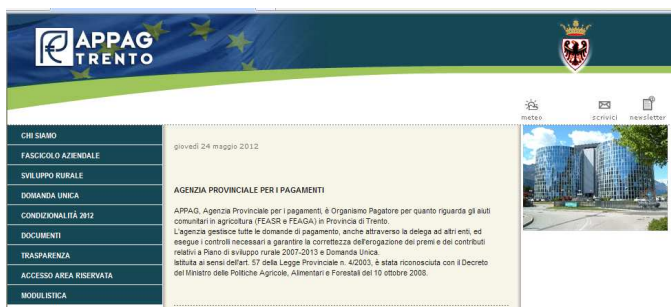 APPAG
TRENTO
meteo
scrivici
newsletter
CHI SIAMO
FASCICOLO AZIENDALE
SVILUPPO RURALE
DOMANDA UNICA
CONDIZIONALITÀ 2012
DOCUMENTI
TRASPARENZA
ACCESSO AREA RISERVATA
MODULISTICA
giovedì 24 maggio 2012
AGENZIA PROVINCIALE PER I PAGAMENTI
APPAG, Agenzia Provinciale per i pagamenti, è Organismo Pagatore per quanto riguarda gli aiuti
comunitari in agricoltura (FEASR e FEAGA) in Provincia di Trento.
L'agenzia gestisce tutte le domande di pagamento, anche attraverso la delega ad altri enti, ed
esegue i controlli necessari a garantire la correttezza dell'erogazione dei premi e dei contributi
relativi a Piano di sviluppo rurale 2007-2013 e Domanda Unica.
Istituita ai sensi dell'art. 57 della Legge Provinciale n. 4/2003, è stata riconosciuta con il Decreto
del Ministro delle Politiche Agricole, Alimentari e Forestali del 10 ottobre 2008.